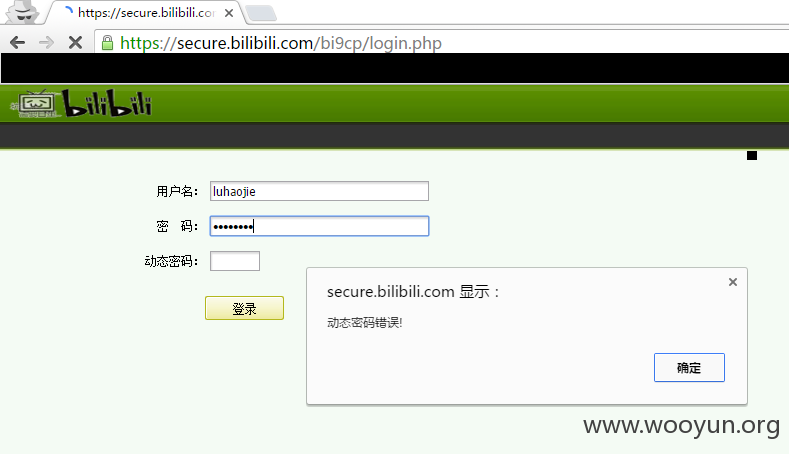 https://secure.bilibili.co
https://secure.bilibili.com/bi9cp/login.php
bilibili
用户名：
luhaojie
密 码：
••••••••
动态密码：
登录
secure.bilibili.com 显示：
动态密码错误!
确定
www.wooyun.org